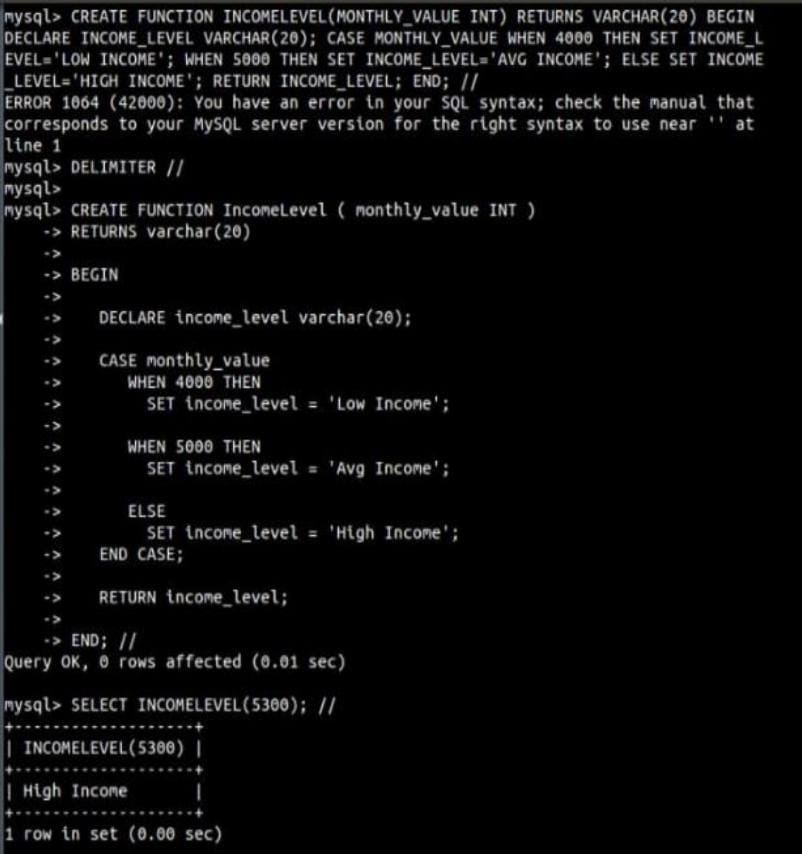 mysql> CREATE FUNCTION INCOMELEVEL(MONTHLY_VALUE INT) RETURNS VARCHAR(20) BEGIN
DECLARE INCOME_LEVEL VARCHAR(20); CASE MONTHLY_VALUE WHEN 4000 THEN SET INCOME_L
EVEL='LOW INCOME'; WHEN 5000 THEN SET INCOME_LEVEL='AVG INCOME'; ELSE SET INCOME
_LEVEL='HIGH INCOME'; RETURN INCOME_LEVEL; END; //
ERROR 1064 (42000): You have an error in your SQL syntax; check the manual that
corresponds to your MySQL server version for the right syntax to use near '' at
line 1
mysql> DELIMITER //
mysql>
mysql> CREATE FUNCTION IncomeLevel ( monthly_value INT )
    -> RETURNS varchar(20)
    ->
    -> BEGIN
    ->
    ->    DECLARE income_level varchar(20);
    ->
    ->    CASE monthly_value
    ->       WHEN 4000 THEN
    ->         SET income_level = 'Low Income';
    ->
    ->       WHEN 5000 THEN
    ->         SET income_level = 'Avg Income';
    ->
    ->       ELSE
    ->         SET income_level = 'High Income';
    ->    END CASE;
    ->
    ->    RETURN income_level;
    ->
    -> END; //
Query OK, 0 rows affected (0.01 sec)

mysql> SELECT INCOMELEVEL(5300); //
+-------------------+
| INCOMELEVEL(5300) |
+-------------------+
| High Income       |
+-------------------+
1 row in set (0.00 sec)